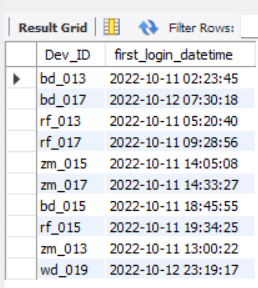 Result Grid Filter Rows:
Dev_ID first_login_datetime
bd_013 2022-10-11 02:23:45
bd_017 2022-10-12 07:30:18
rf_013 2022-10-11 05:20:40
rf_017 2022-10-11 09:28:56
zm_015 2022-10-11 14:05:08
zm_017 2022-10-11 14:33:27
bd_015 2022-10-11 18:45:55
rf_015 2022-10-11 19:34:25
zm_013 2022-10-11 13:00:22
wd_019 2022-10-12 23:19:17